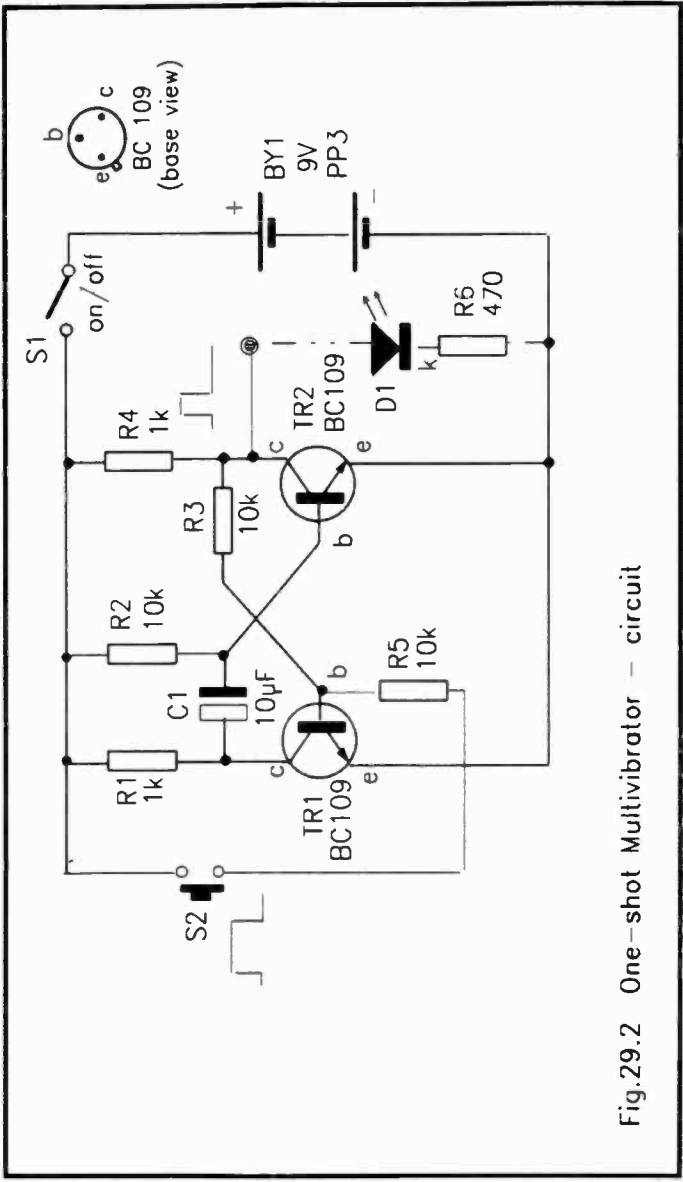 S1
on/off
b
e
c
BC 109
(base view)
R1
1k
R2
10k
R4
1k
R3
10k
S2
C1
10µF
c
b
e
TR1
BC109
R5
10k
c
b
e
TR2
BC109
D1
k
R6
470
+
BY1
9V
PP3
−
Fig.29.2 One-shot Multivibrator - circuit